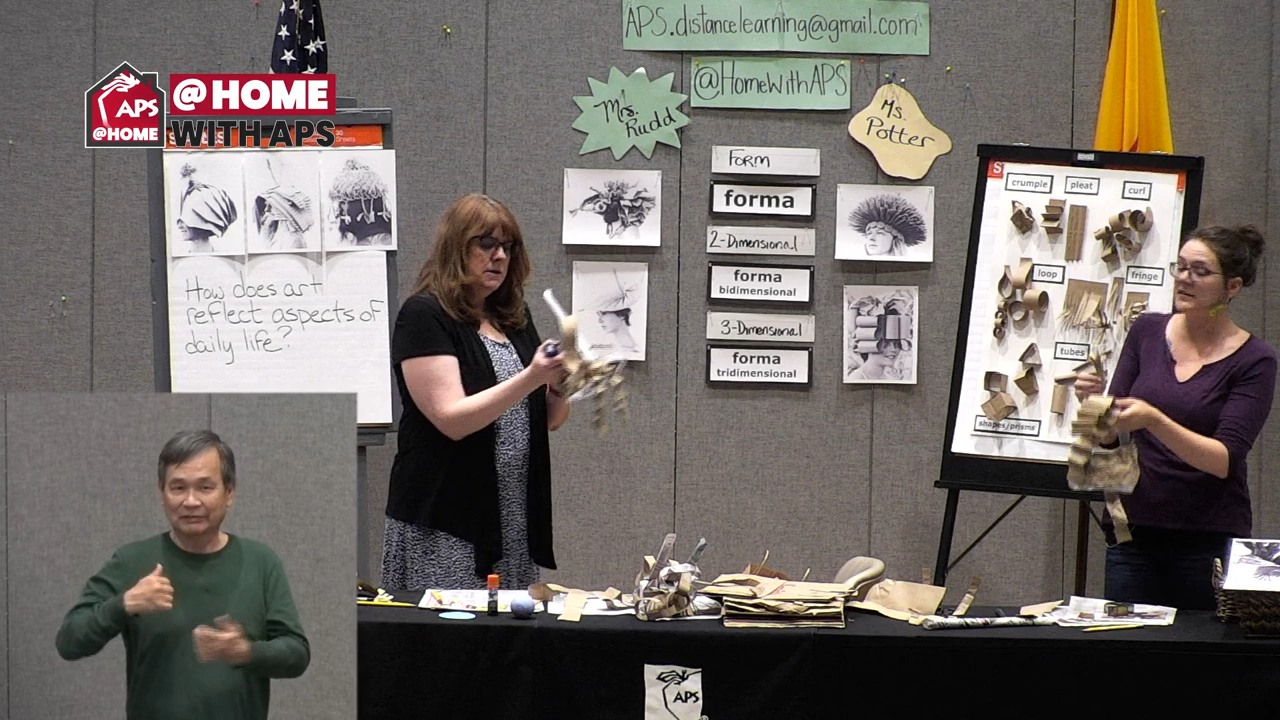 APS.distancelearning@gmail.com
@HomeWithAPS
Mrs.
Rudd
Ms.
Potter
APS
@HOME
@HOME
WITH APS
How does art
reflect aspects of
daily life?
Form
forma
2-Dimensional
forma
bidimensional
3-Dimensional
forma
tridimensional
crumple
pleat
curl
loop
fringe
tubes
shapes/prisms
APS